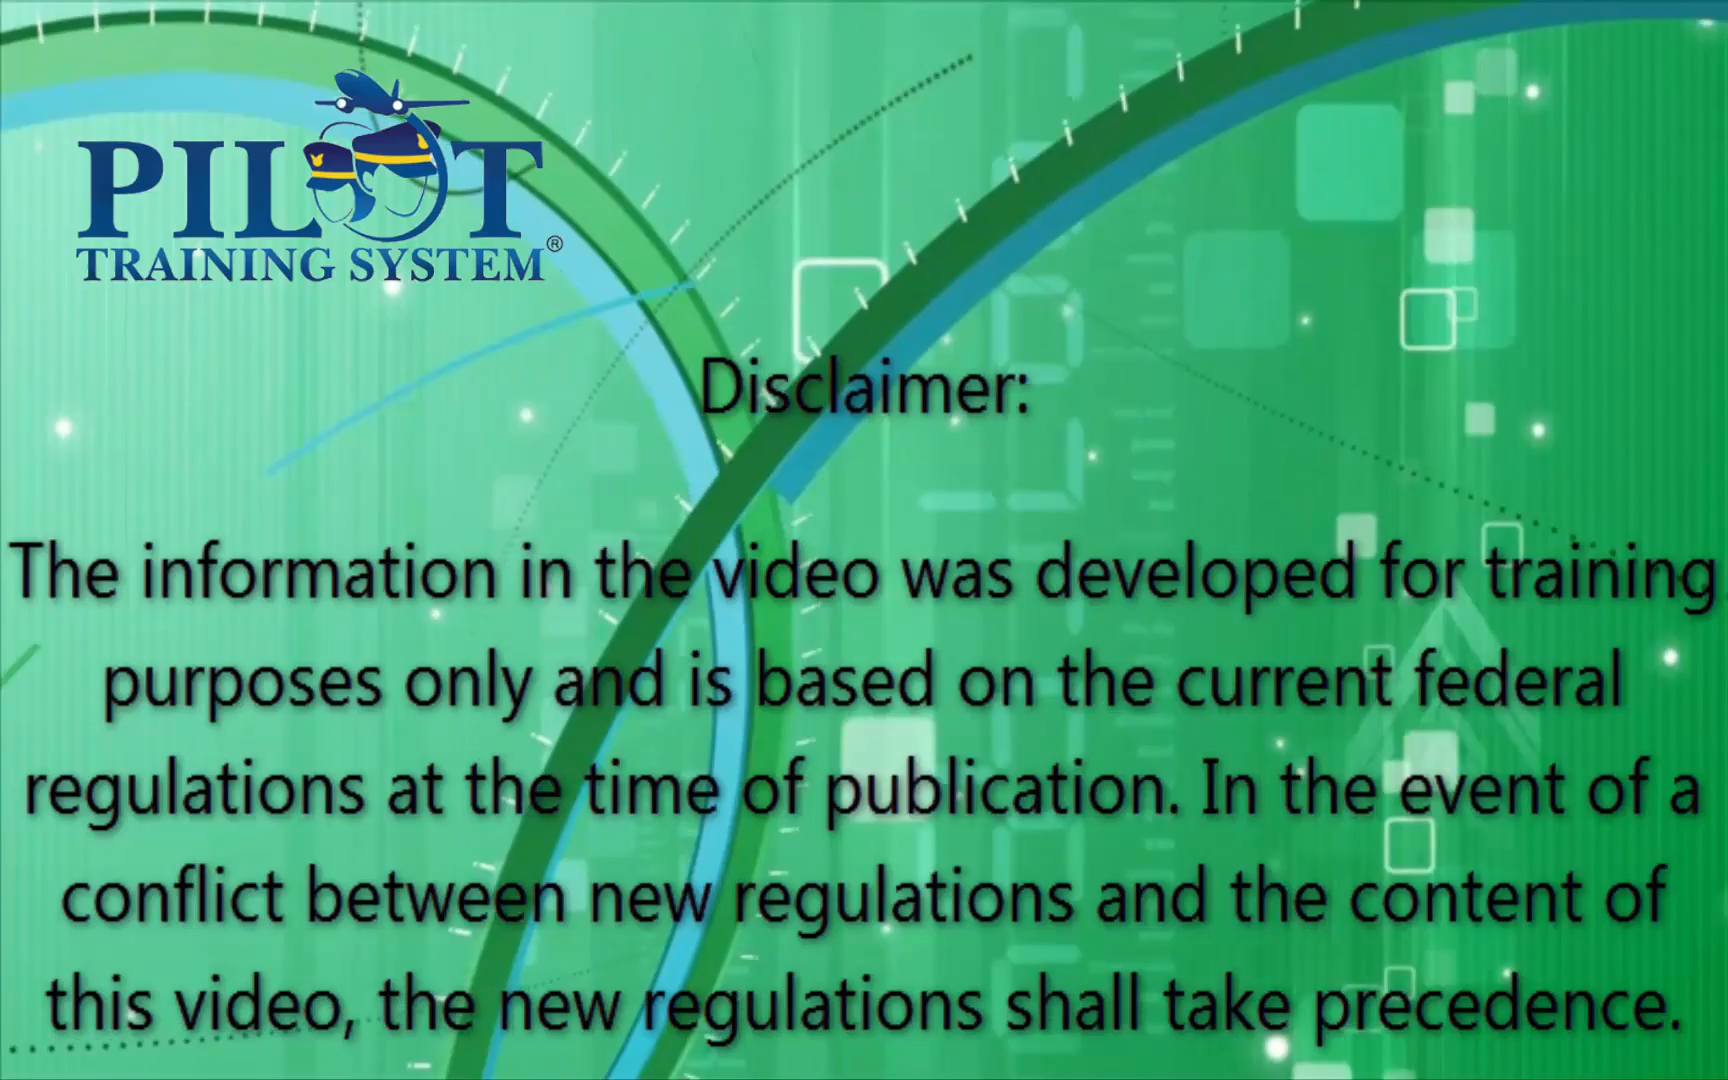 PILOT
TRAINING SYSTEM®
Disclaimer:
The information in the video was developed for training
purposes only and is based on the current federal
regulations at the time of publication. In the event of a
conflict between new regulations and the content of
this video, the new regulations shall take precedence.